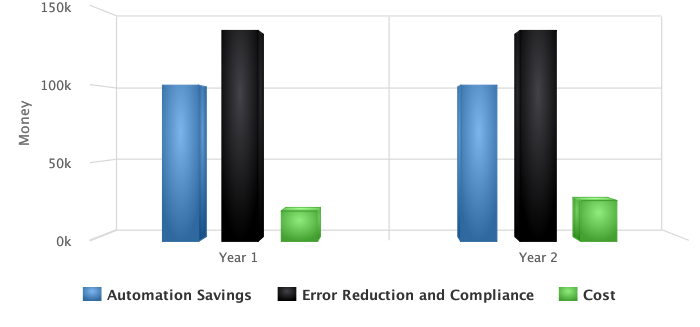 150k
100k
50k
0k
Money
Year 1
Year 2
Automation Savings
Error Reduction and Compliance
Cost